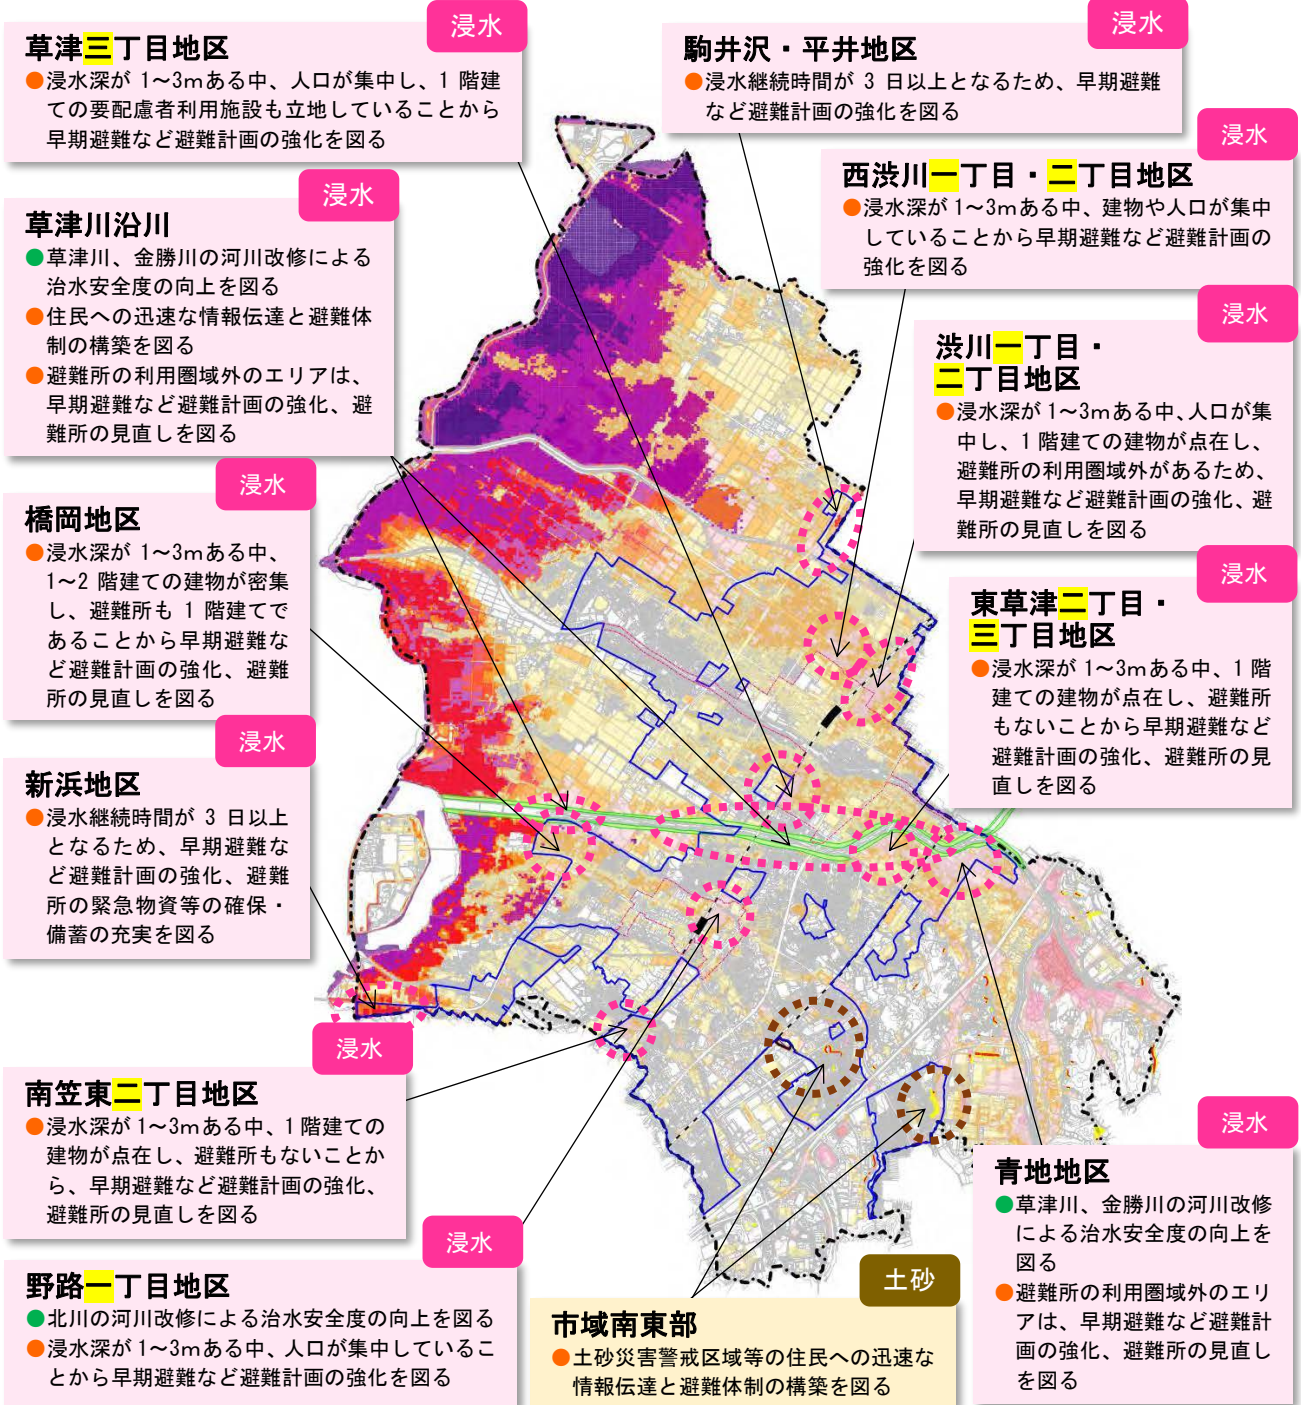 浸水
草津三丁目地区
●浸水深が 1～3mある中、人口が集中し、1 階建
ての要配慮者利用施設も立地していることから
早期避難など避難計画の強化を図る
浸水
駒井沢・平井地区
●浸水継続時間が 3 日以上となるため、早期避難
など避難計画の強化を図る
浸水
西渋川一丁目・二丁目地区
●浸水深が 1～3mある中、建物や人口が集中
していることから早期避難など避難計画の
強化を図る
浸水
草津川沿川
●草津川、金勝川の河川改修による
治水安全度の向上を図る
●住民への迅速な情報伝達と避難体
制の構築を図る
●避難所の利用圏域外のエリアは、
早期避難など避難計画の強化、避
難所の見直しを図る
浸水
渋川一丁目・
二丁目地区
●浸水深が 1～3mある中、人口が集
中し、1 階建ての建物が点在し、
避難所の利用圏域外があるため、
早期避難など避難計画の強化、避
難所の見直しを図る
浸水
橋岡地区
●浸水深が 1～3mある中、
1～2 階建ての建物が密集
し、避難所も 1 階建てで
あることから早期避難な
ど避難計画の強化、避難
所の見直しを図る
浸水
東草津二丁目・
三丁目地区
●浸水深が 1～3mある中、1 階
建ての建物が点在し、避難所
もないことから早期避難など
避難計画の強化、避難所の見
直しを図る
浸水
新浜地区
●浸水継続時間が 3 日以上
となるため、早期避難な
ど避難計画の強化、避難
所の緊急物資等の確保・
備蓄の充実を図る
浸水
南笠東二丁目地区
●浸水深が 1～3mある中、1 階建ての
建物が点在し、避難所もないことか
ら、早期避難など避難計画の強化、
避難所の見直しを図る
浸水
野路一丁目地区
●北川の河川改修による治水安全度の向上を図る
●浸水深が 1～3mある中、人口が集中しているこ
とから早期避難など避難計画の強化を図る
土砂
市域南東部
●土砂災害警戒区域等の住民への迅速な
情報伝達と避難体制の構築を図る
浸水
青地地区
●草津川、金勝川の河川改修
による治水安全度の向上を
図る
●避難所の利用圏域外のエリ
アは、早期避難など避難計
画の強化、避難所の見直し
を図る